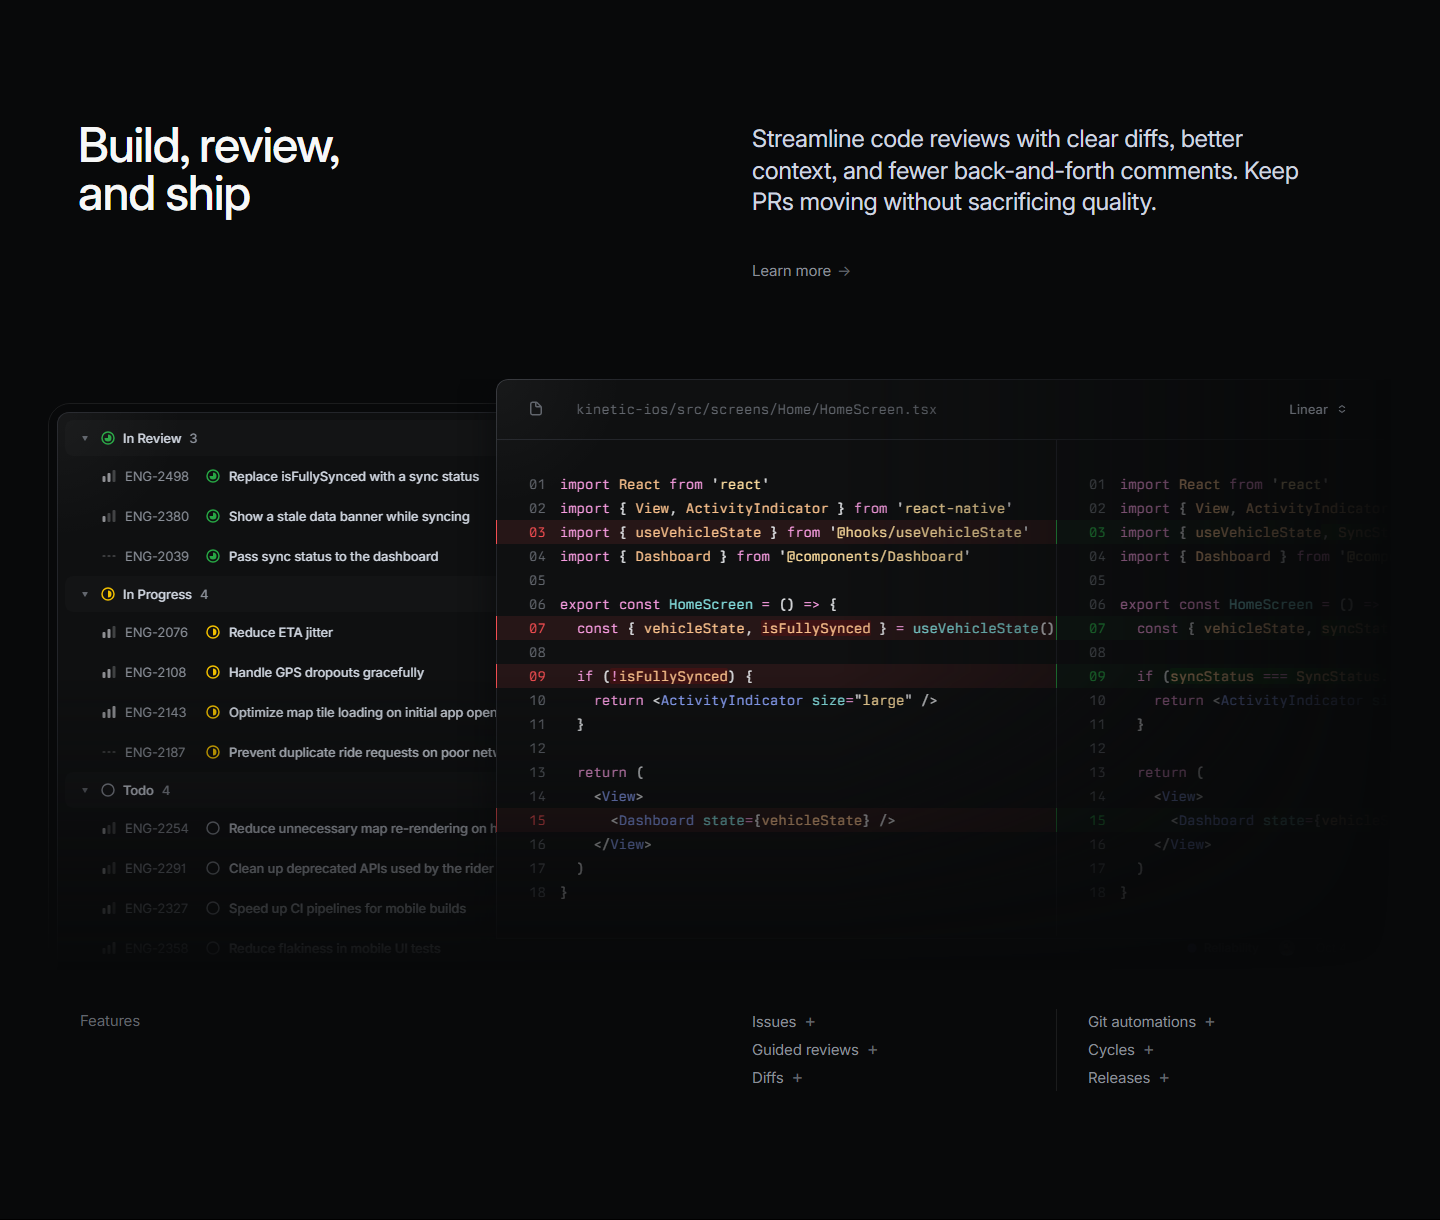 Build, review,
and ship
Streamline code reviews with clear diffs, better
context, and fewer back-and-forth comments. Keep
PRs moving without sacrificing quality.
Learn more →
In Review 3
ENG-2498 Replace isFullySynced with a sync status
ENG-2380 Show a stale data banner while syncing
ENG-2039 Pass sync status to the dashboard
In Progress 4
ENG-2076 Reduce ETA jitter
ENG-2108 Handle GPS dropouts gracefully
ENG-2143 Optimize map tile loading on initial app open
ENG-2187 Prevent duplicate ride requests on poor
Todo 4
ENG-2254 Reduce unnecessary map re-rendering on
ENG-2291 Clean up deprecated APIs used by the rider
ENG-2327 Speed up CI pipelines for mobile builds
ENG-2358 Reduce flakiness in mobile UI tests
kinetic-ios/src/screens/Home/HomeScreen.tsx
Linear
01 import React from 'react'
02 import { View, ActivityIndicator } from 'react-native'
03 import { useVehicleState } from '@hooks/useVehicleState'
04 import { Dashboard } from '@components/Dashboard'
05
06 export const HomeScreen = () => {
07 const { vehicleState, isFullySynced } = useVehicleState()
08
09 if (!isFullySynced) {
10 return <ActivityIndicator size="large" />
11 }
12
13 return (
14 <View>
15 <Dashboard state={vehicleState} />
16 </View>
17 )
18 }
01 import React from 'react'
02 import { View, ActivityIndicator
03 import { useVehicleState,
04 import { Dashboard } from
05
06 export const HomeScreen = () =>
07 const { vehicleState,
08
09 if (syncStatus === SyncStatus
10 return <ActivityIndicator
11 }
12
13 return (
14 <View>
15 <Dashboard
16 </View>
17 )
18 }
Features
Issues +
Guided reviews +
Diffs +
Git automations +
Cycles +
Releases +